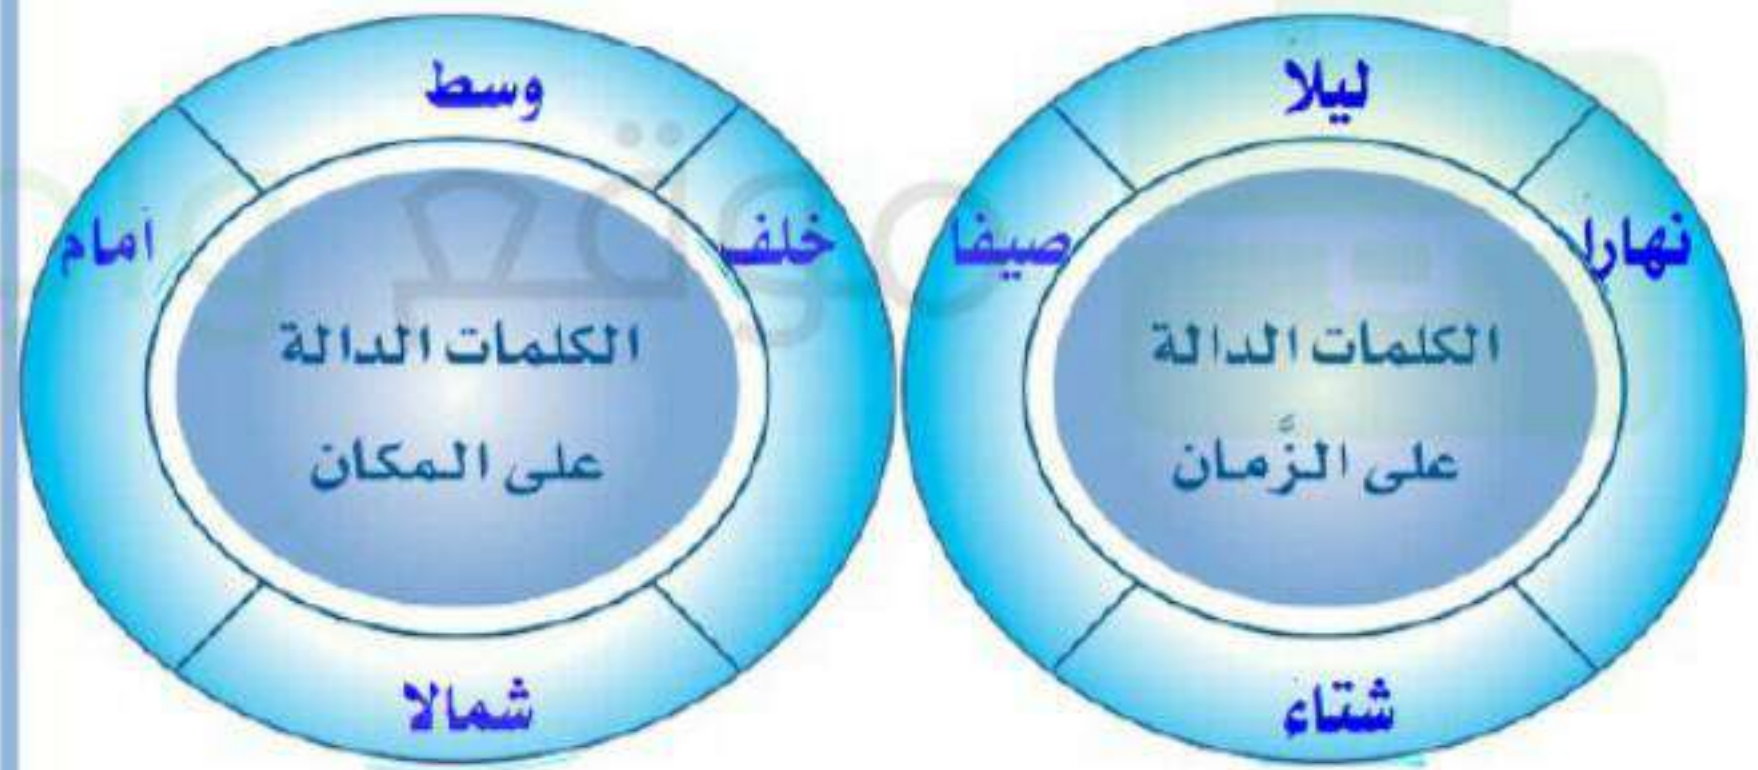 ليلا
نهارا
صيفا
الكلمات الدالة
على الزَّمان
شتاء
وسط
خلف
أمام
الكلمات الدالة
على المكان
شمالا